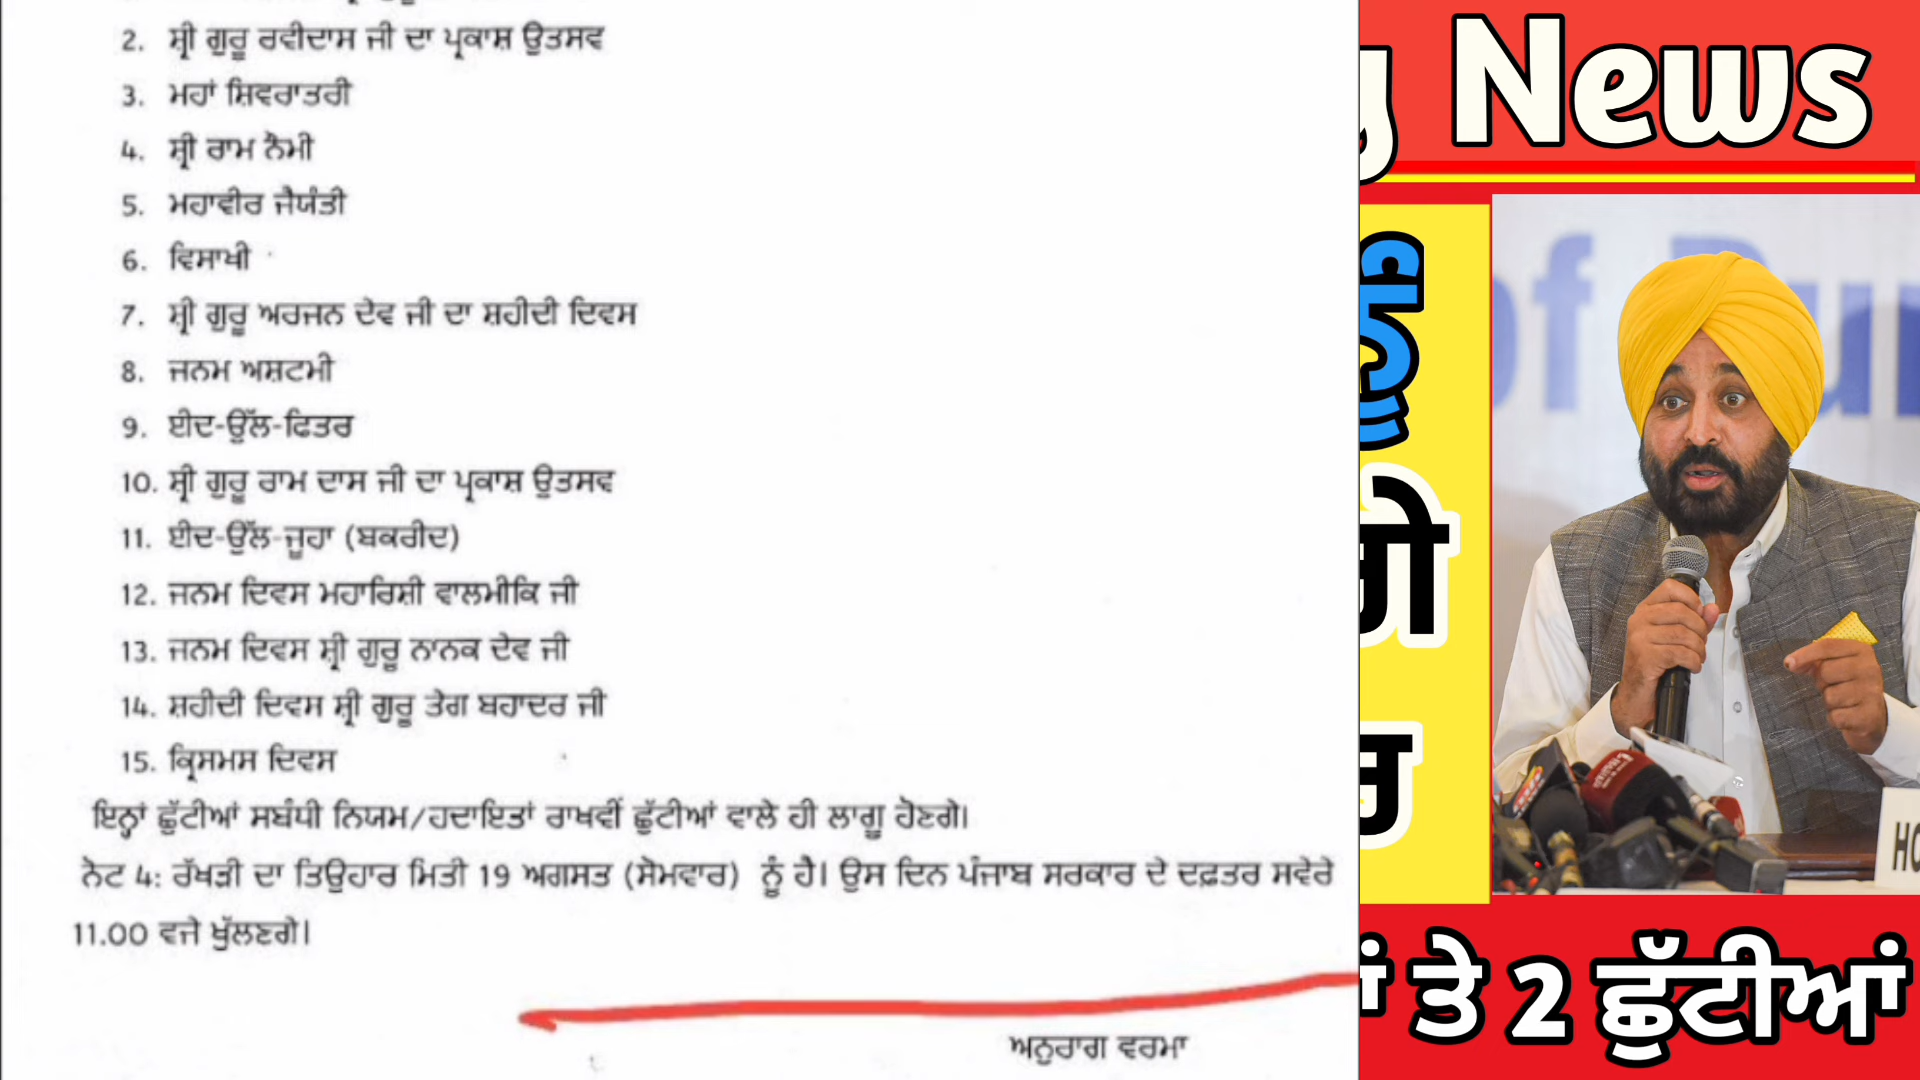 2. ਸ਼੍ਰੀ ਗੁਰੂ ਰਵੀਦਾਸ ਜੀ ਦਾ ਪ੍ਰਕਾਸ਼ ਉਤਸਵ
3. ਮਹਾਂ ਸ਼ਿਵਰਾਤਰੀ
4. ਸ਼੍ਰੀ ਰਾਮ ਨੌਮੀ
5. ਮਹਾਵੀਰ ਜੈਯੰਤੀ
6. ਵਿਸਾਖੀ
7. ਸ਼੍ਰੀ ਗੁਰੂ ਅਰਜਨ ਦੇਵ ਜੀ ਦਾ ਸ਼ਹੀਦੀ ਦਿਵਸ
8. ਜਨਮ ਅਸ਼ਟਮੀ
9. ਈਦ-ਉੱਲ-ਫਿਤਰ
10. ਸ਼੍ਰੀ ਗੁਰੂ ਰਾਮ ਦਾਸ ਜੀ ਦਾ ਪ੍ਰਕਾਸ਼ ਉਤਸਵ
11. ਈਦ-ਉੱਲ-ਜੂਹਾ (ਬਕਰੀਦ)
12. ਜਨਮ ਦਿਵਸ ਮਹਾਰਿਸ਼ੀ ਵਾਲਮੀਕਿ ਜੀ
13. ਜਨਮ ਦਿਵਸ ਸ਼੍ਰੀ ਗੁਰੂ ਨਾਨਕ ਦੇਵ ਜੀ
14. ਸ਼ਹੀਦੀ ਦਿਵਸ ਸ਼੍ਰੀ ਗੁਰੂ ਤੇਗ ਬਹਾਦਰ ਜੀ
15. ਕ੍ਰਿਸਮਸ ਦਿਵਸ
ਇਨ੍ਹਾਂ ਛੁੱਟੀਆਂ ਸਬੰਧੀ ਨਿਯਮ/ਹਦਾਇਤਾਂ ਰਾਖਵੀਂ ਛੁੱਟੀਆਂ ਵਾਲੇ ਹੀ ਲਾਗੂ ਹੋਣਗੇ।
ਨੋਟ 4: ਰੱਖੜੀ ਦਾ ਤਿਉਹਾਰ ਮਿਤੀ 19 ਅਗਸਤ (ਸੋਮਵਾਰ) ਨੂੰ ਹੈ। ਉਸ ਦਿਨ ਪੰਜਾਬ ਸਰਕਾਰ ਦੇ ਦਫ਼ਤਰ ਸਵੇਰੇ
11.00 ਵਜੇ ਖੁੱਲਣਗੇ।
ਅਨੁਰਾਗ ਵਰਮਾ
News
of
ਤੇ 2 ਛੁੱਟੀਆਂ